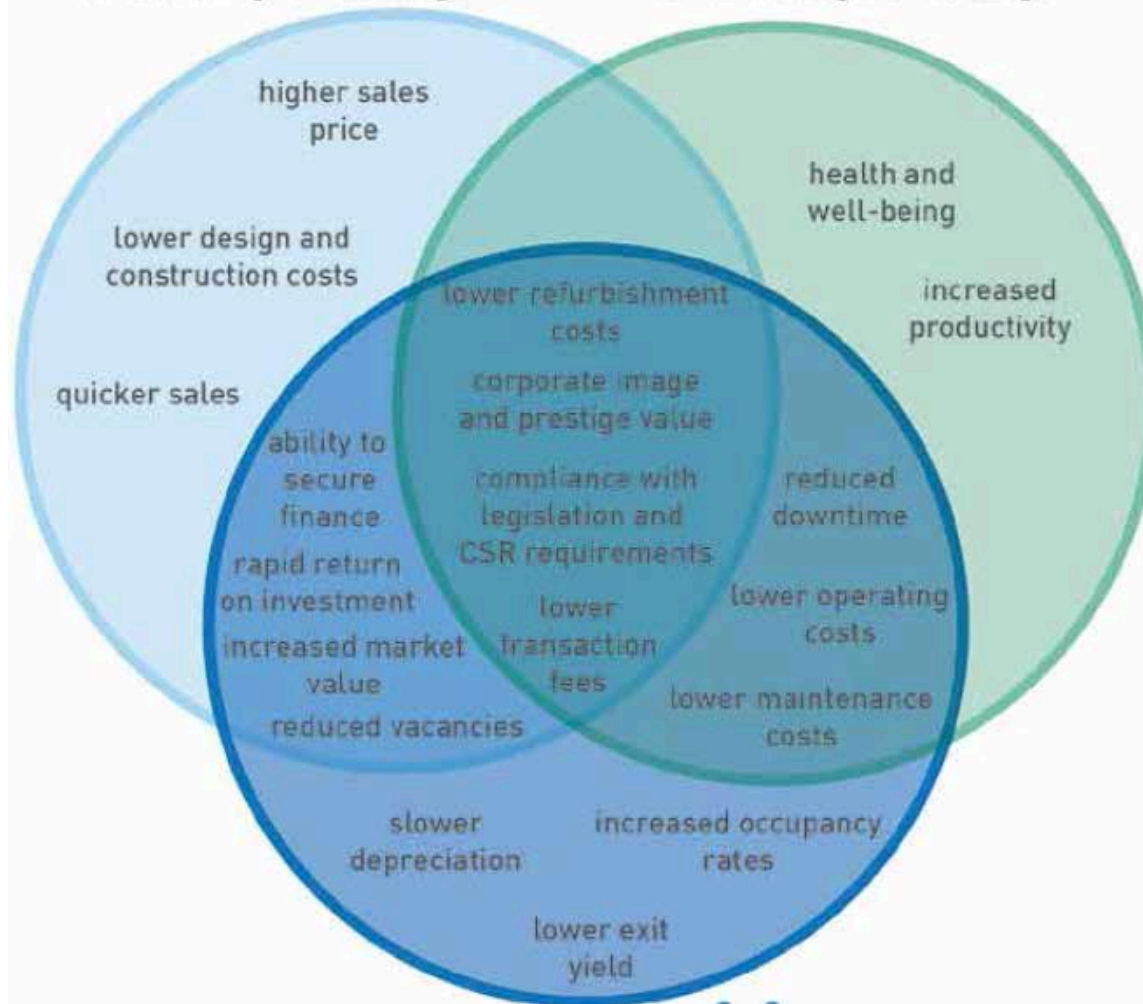 higher sales
price
lower design and
construction costs
quicker sales
health and
well-being
increased
productivity
lower refurbishment
costs
corporate image
and prestige value
compliance with
legislation and
CSR requirements
lower
transaction
fees
ability to
secure
finance
rapid return
on investment
increased market
value
reduced vacancies
reduced
downtime
lower operating
costs
lower maintenance
costs
slower
depreciation
increased occupancy
rates
lower exit
yield